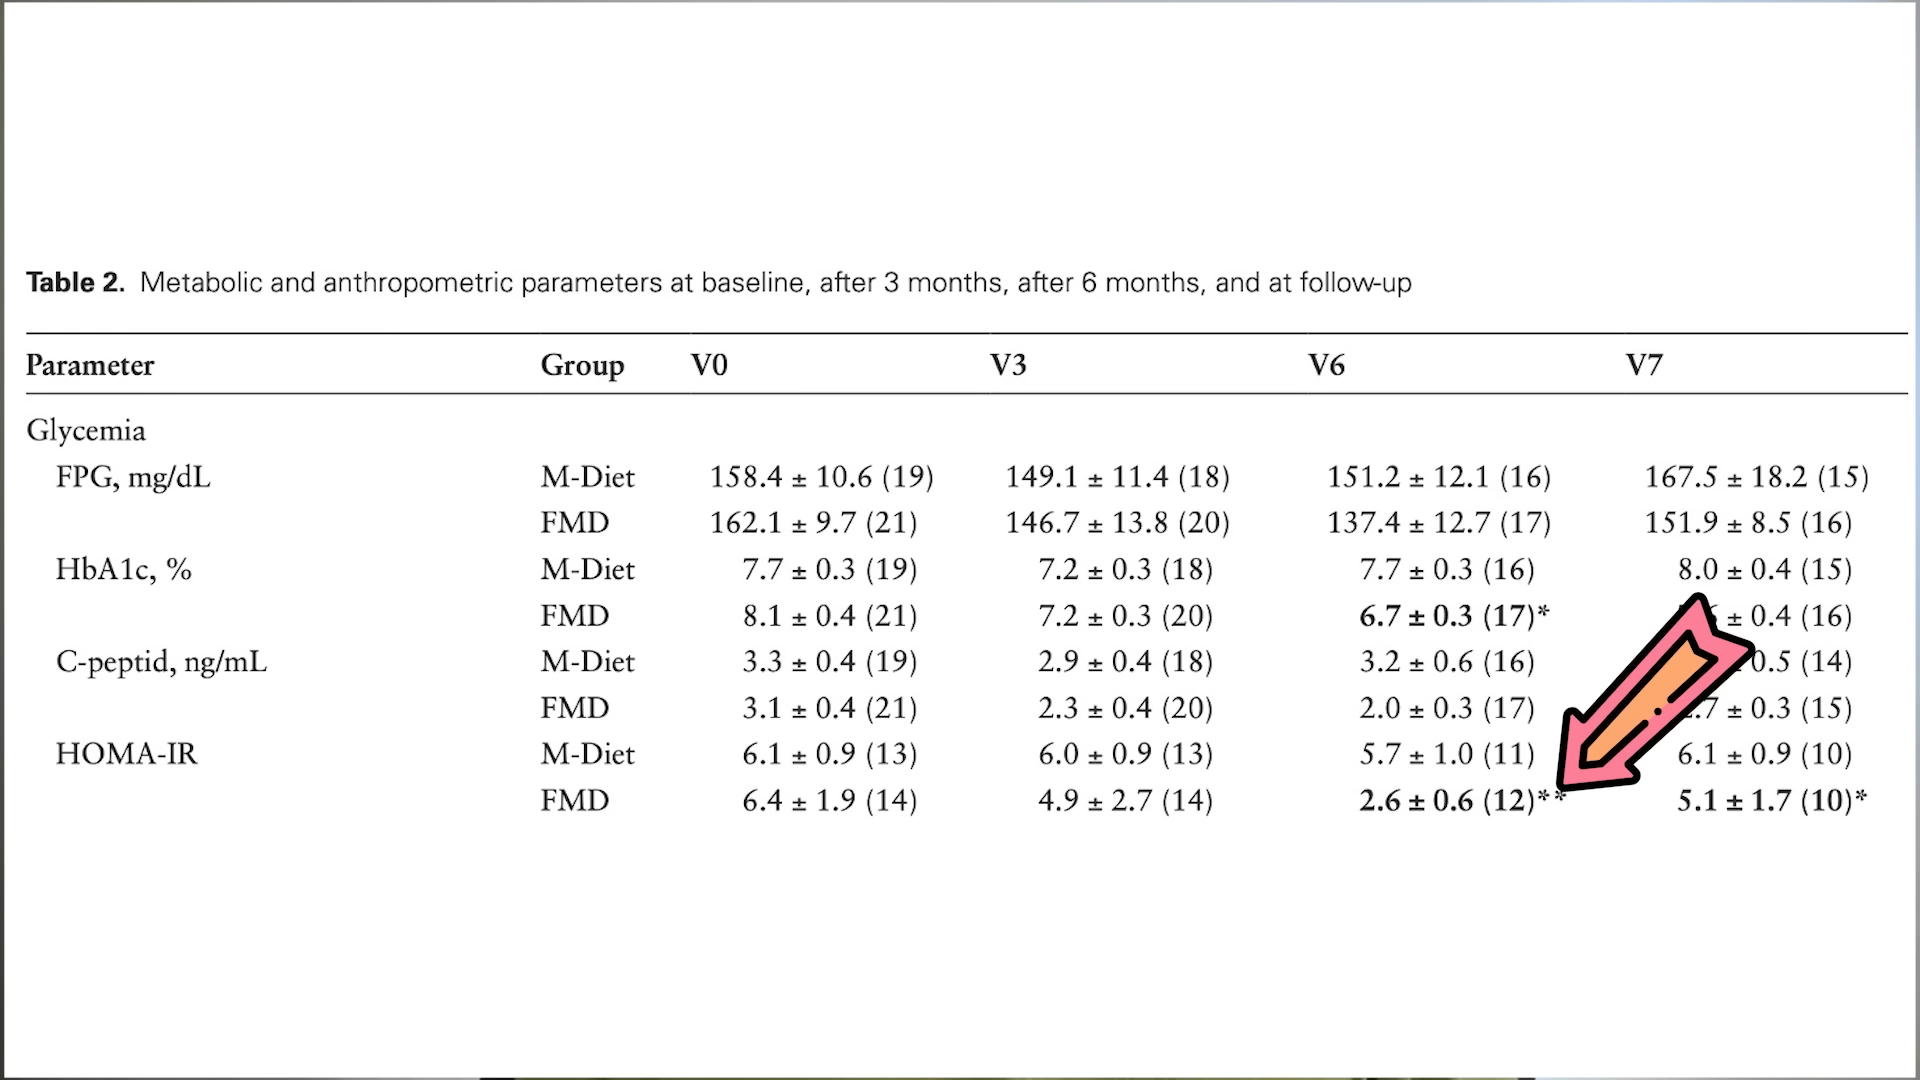 Table 2. Metabolic and anthropometric parameters at baseline, after 3 months, after 6 months, and at follow-up
Parameter Group V0 V3 V6 V7
Glycemia
FPG, mg/dL M-Diet 158.4 ± 10.6 (19) 149.1 ± 11.4 (18) 151.2 ± 12.1 (16) 167.5 ± 18.2 (15)
FMD 162.1 ± 9.7 (21) 146.7 ± 13.8 (20) 137.4 ± 12.7 (17) 151.9 ± 8.5 (16)
HbA1c, % M-Diet 7.7 ± 0.3 (19) 7.2 ± 0.3 (18) 7.7 ± 0.3 (16) 8.0 ± 0.4 (15)
FMD 8.1 ± 0.4 (21) 7.2 ± 0.3 (20) 6.7 ± 0.3 (17)* ± 0.4 (16)
C-peptid, ng/mL M-Diet 3.3 ± 0.4 (19) 2.9 ± 0.4 (18) 3.2 ± 0.6 (16) 0.5 (14)
FMD 3.1 ± 0.4 (21) 2.3 ± 0.4 (20) 2.0 ± 0.3 (17) .7 ± 0.3 (15)
HOMA-IR M-Diet 6.1 ± 0.9 (13) 6.0 ± 0.9 (13) 5.7 ± 1.0 (11) 6.1 ± 0.9 (10)
FMD 6.4 ± 1.9 (14) 4.9 ± 2.7 (14) 2.6 ± 0.6 (12)** 5.1 ± 1.7 (10)*